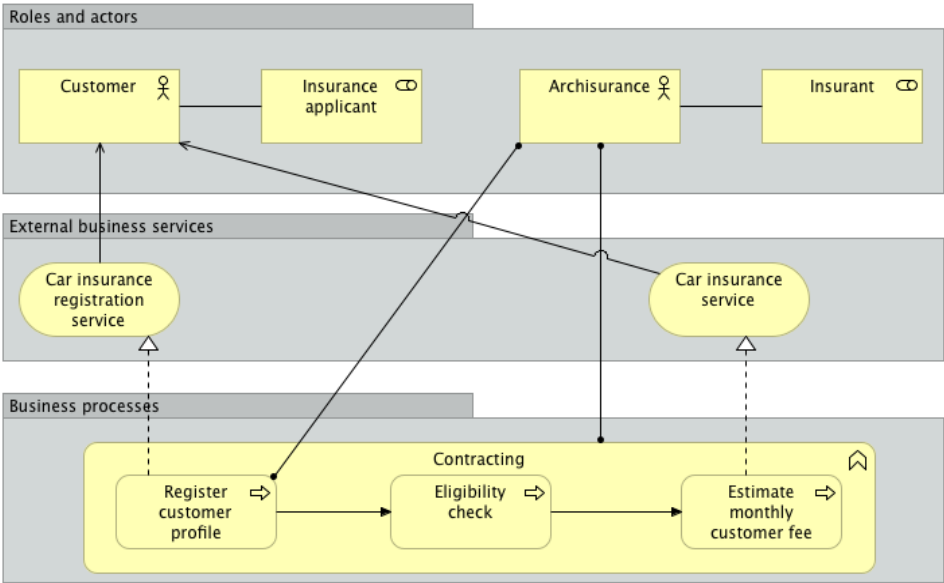 Roles and actors
Customer
Insurance
applicant
Archisurance
Insurant
External business services
Car insurance
registration
service
Car insurance
service
Business processes
Contracting
Register
customer
profile
Eligibility
check
Estimate
monthly
customer fee